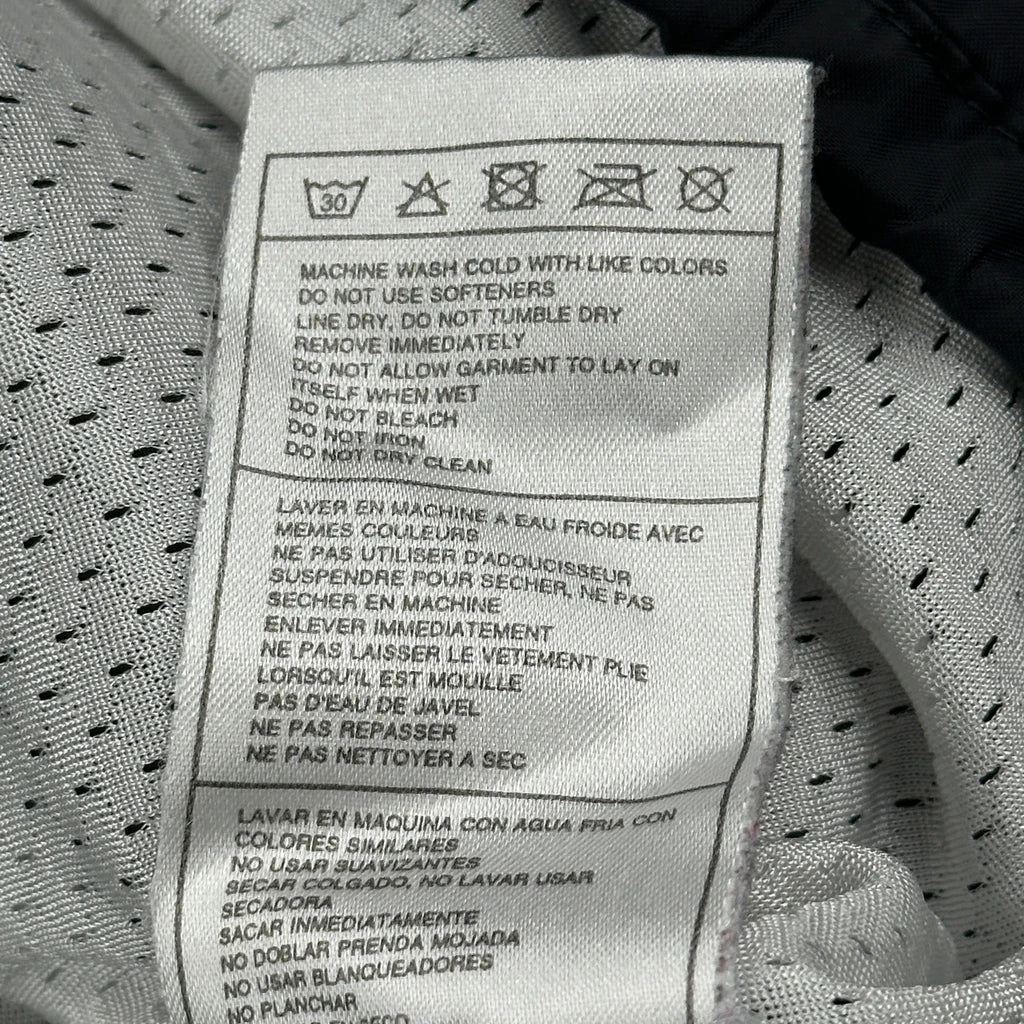 30
MACHINE WASH COLD WITH LIKE COLORS
DO NOT USE SOFTENERS
LINE DRY, DO NOT TUMBLE DRY
REMOVE IMMEDIATELY
DO NOT ALLOW GARMENT TO LAY ON
ITSELF WHEN WET
DO NOT BLEACH
DO NOT IRON
DO NOT DRY CLEAN
LAVER EN MACHINE A EAU FROIDE AVEC
MEMES COULEURS
NE PAS UTILISER D'ADOUCISSEUR
SUSPENDRE POUR SECHER, NE PAS
SECHER EN MACHINE
ENLEVER IMMEDIATEMENT
NE PAS LAISSER LE VETEMENT PLIE
LORSQU'IL EST MOUILLE
PAS D'EAU DE JAVEL
NE PAS REPASSER
NE PAS NETTOYER A SEC
LAVAR EN MAQUINA CON AGUA FRIA CON
COLORES SIMILARES
NO USAR SUAVIZANTES
SECAR COLGADO, NO LAVAR USAR
SECADORA
SACAR INMEDIATAMENTE
NO DOBLAR PRENDA MOJADA
NO USAR BLANQUEADORES
NO PLANCHAR